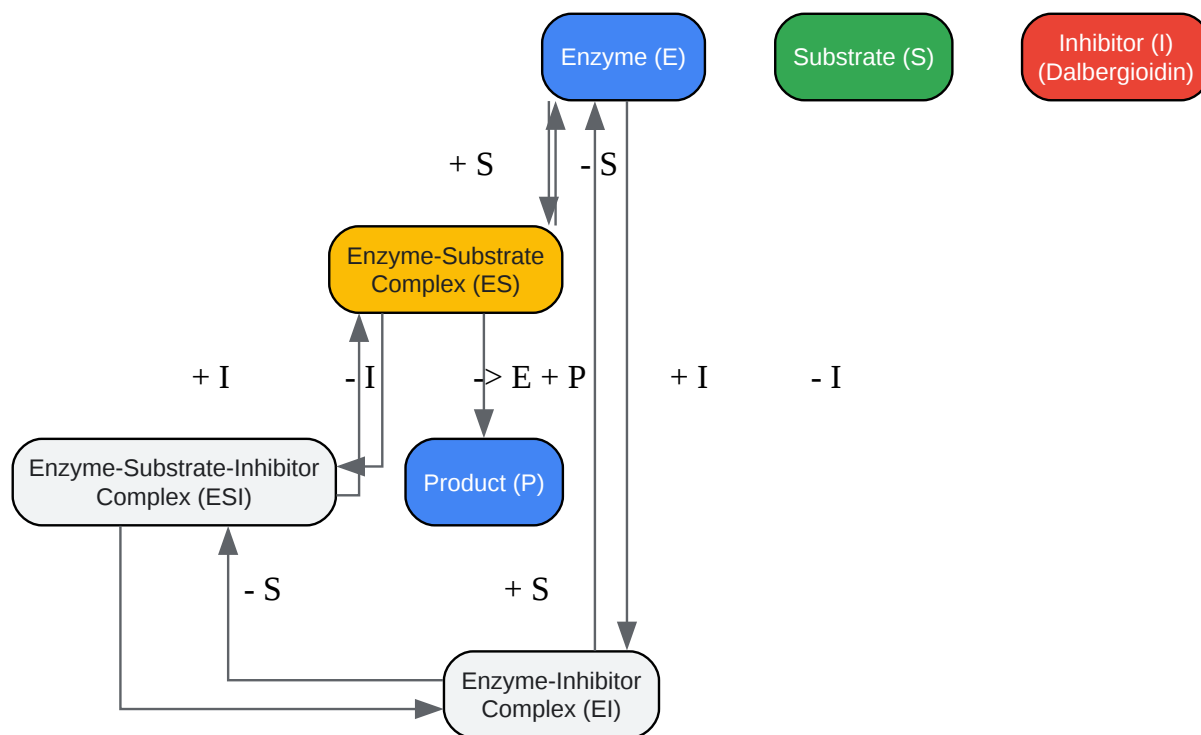 Enzyme (E)
Substrate (S)
Inhibitor (I)
(Dalbergioidin)
+ S
- S
Enzyme-Substrate
Complex (ES)
+ I
- I
-> E + P
+ I
- I
Enzyme-Substrate-Inhibitor
Complex (ESI)
Product (P)
- S
+ S
Enzyme-Inhibitor
Complex (EI)